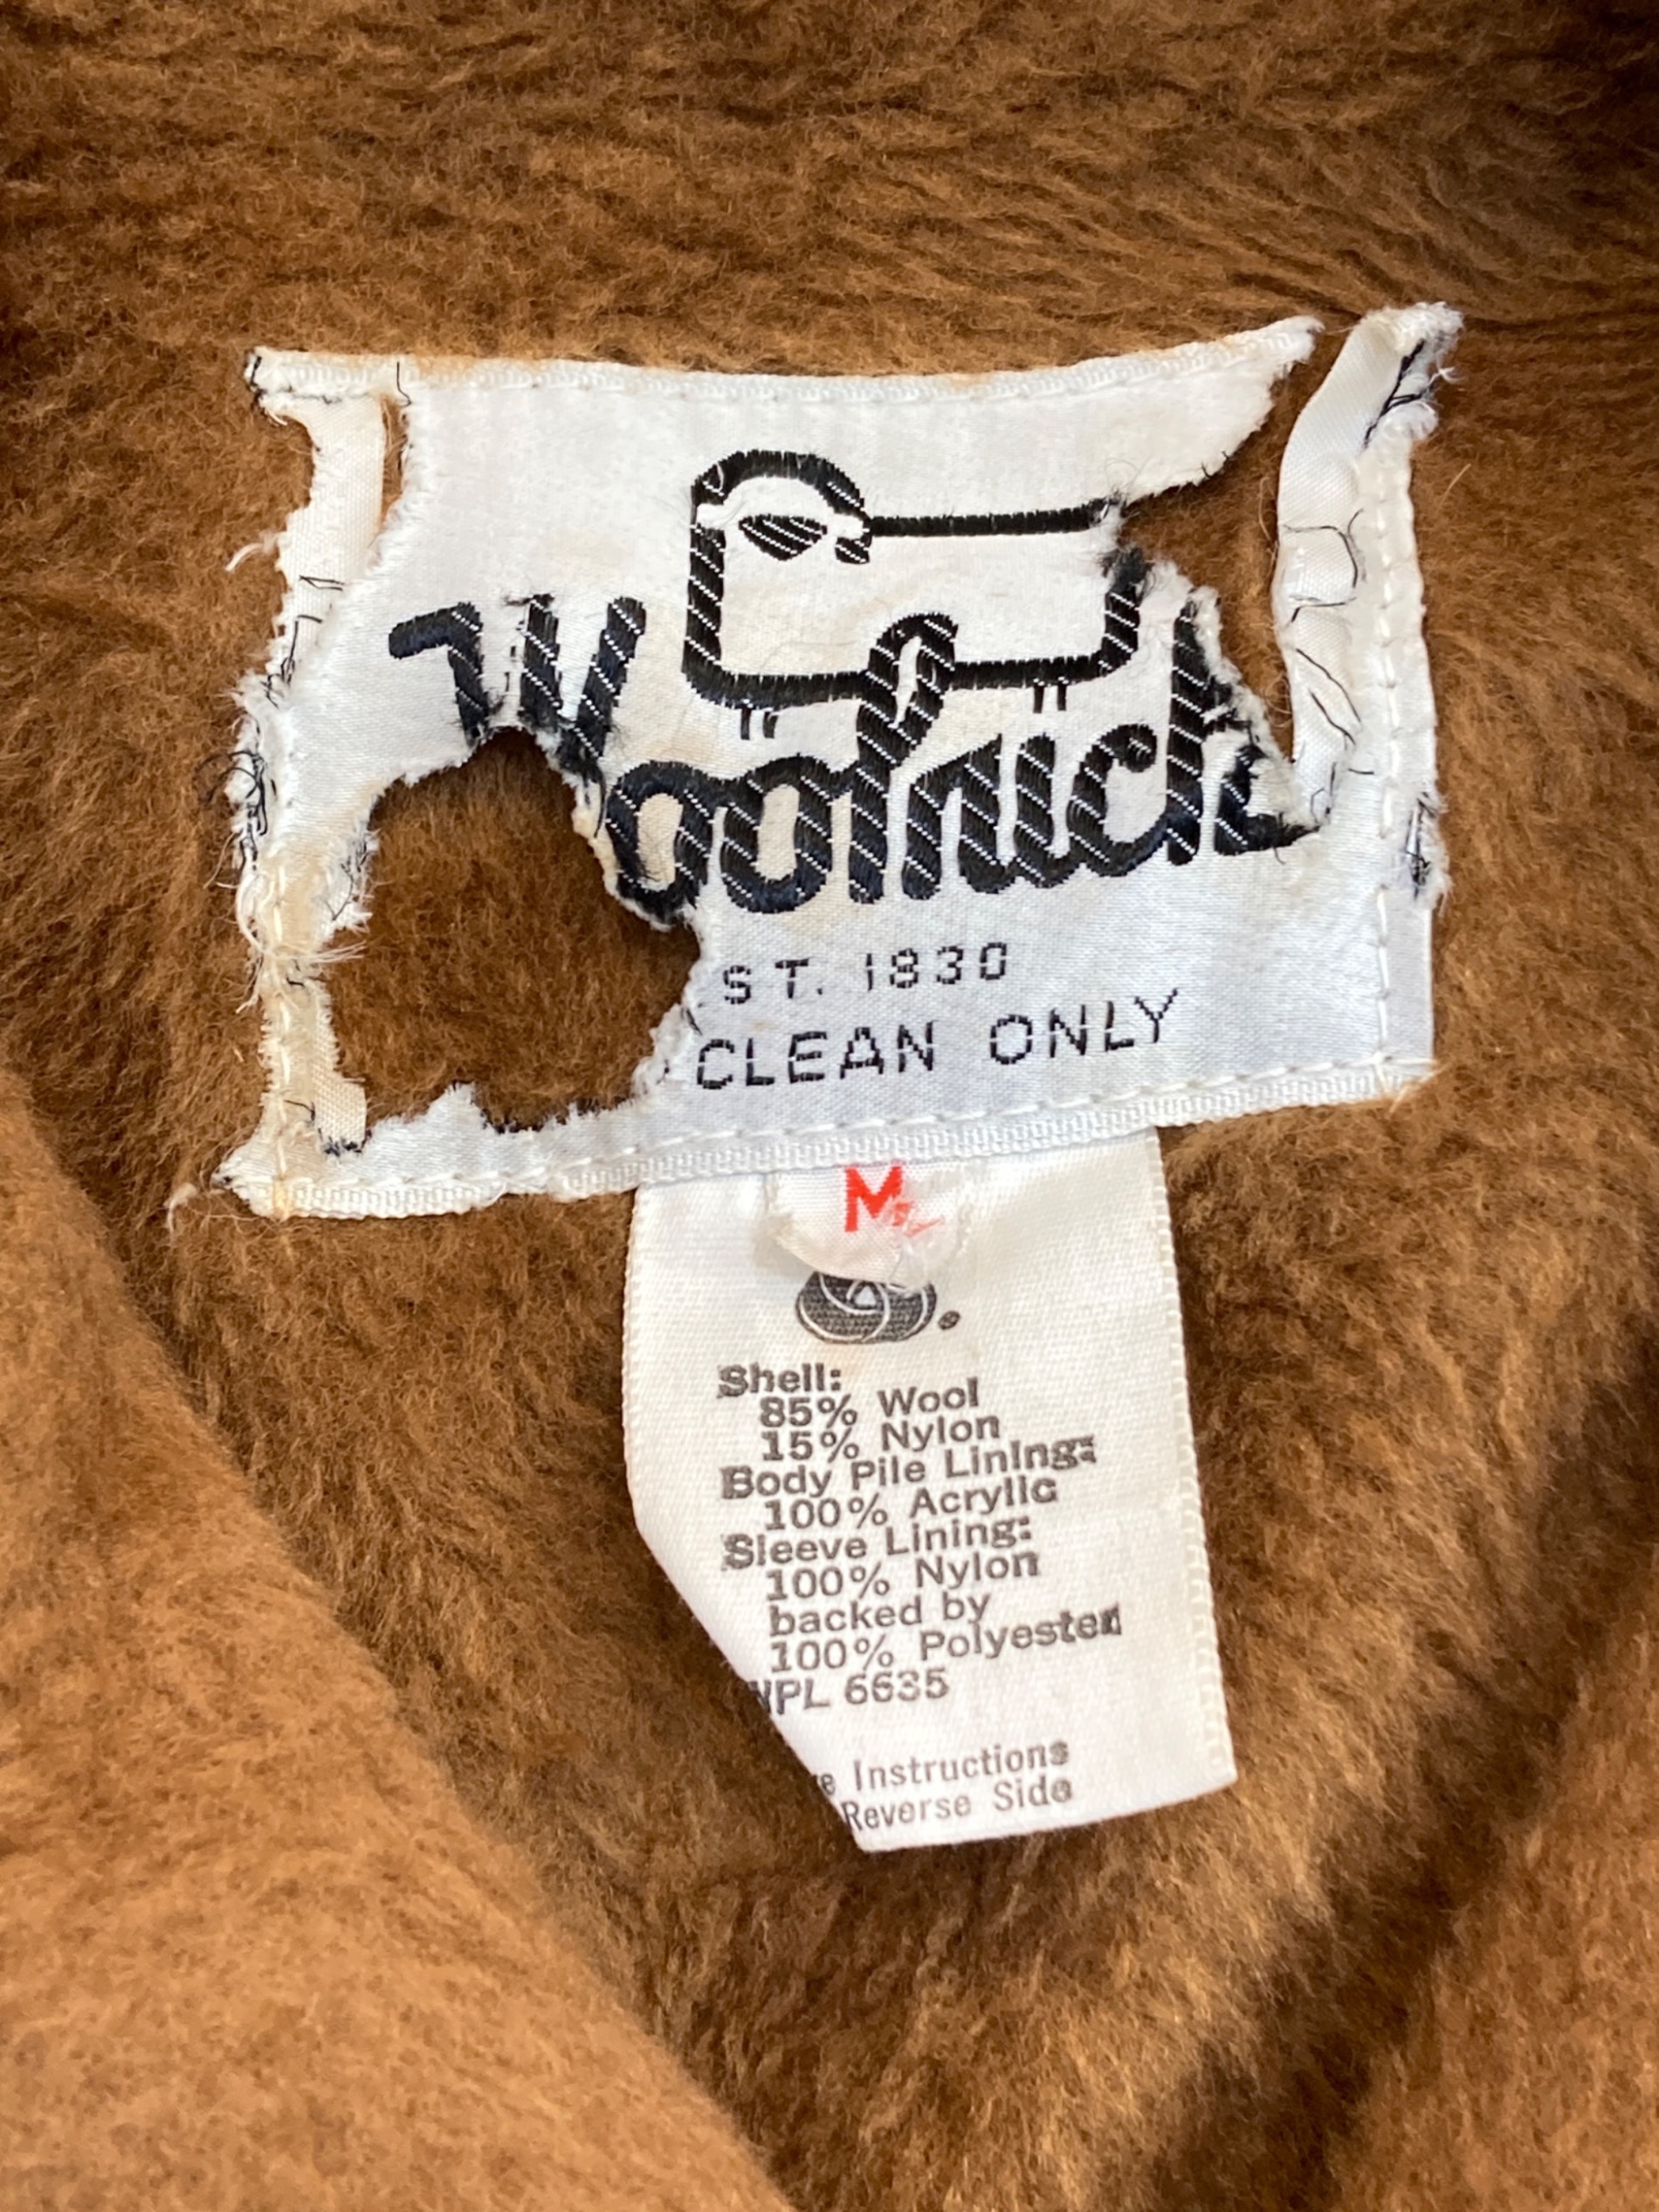 Woolrich
ST. 1830
CLEAN ONLY
M
Shell:
85% Wool
15% Nylon
Body Pile Lining:
100% Acrylic
Sleeve Lining:
100% Nylon
backed by
100% Polyester
WPL 6635
Instructions
Reverse Side